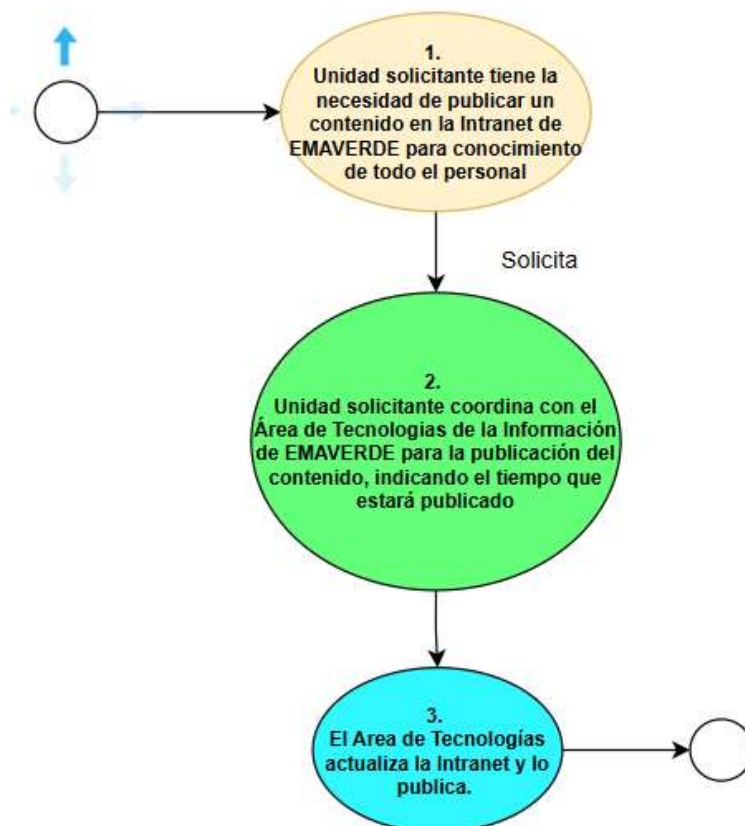 1.
Unidad solicitante tiene la
necesidad de publicar un
contenido en la Intranet de
EMAVERDE para conocimiento
de todo el personal
Solicita
2.
Unidad solicitante coordina con el
Área de Tecnologias de la Información
de EMAVERDE para la publicación del
contenido, indicando el tiempo que
estará publicado
3.
El Area de Tecnologías
actualiza la Intranet y lo
publica.